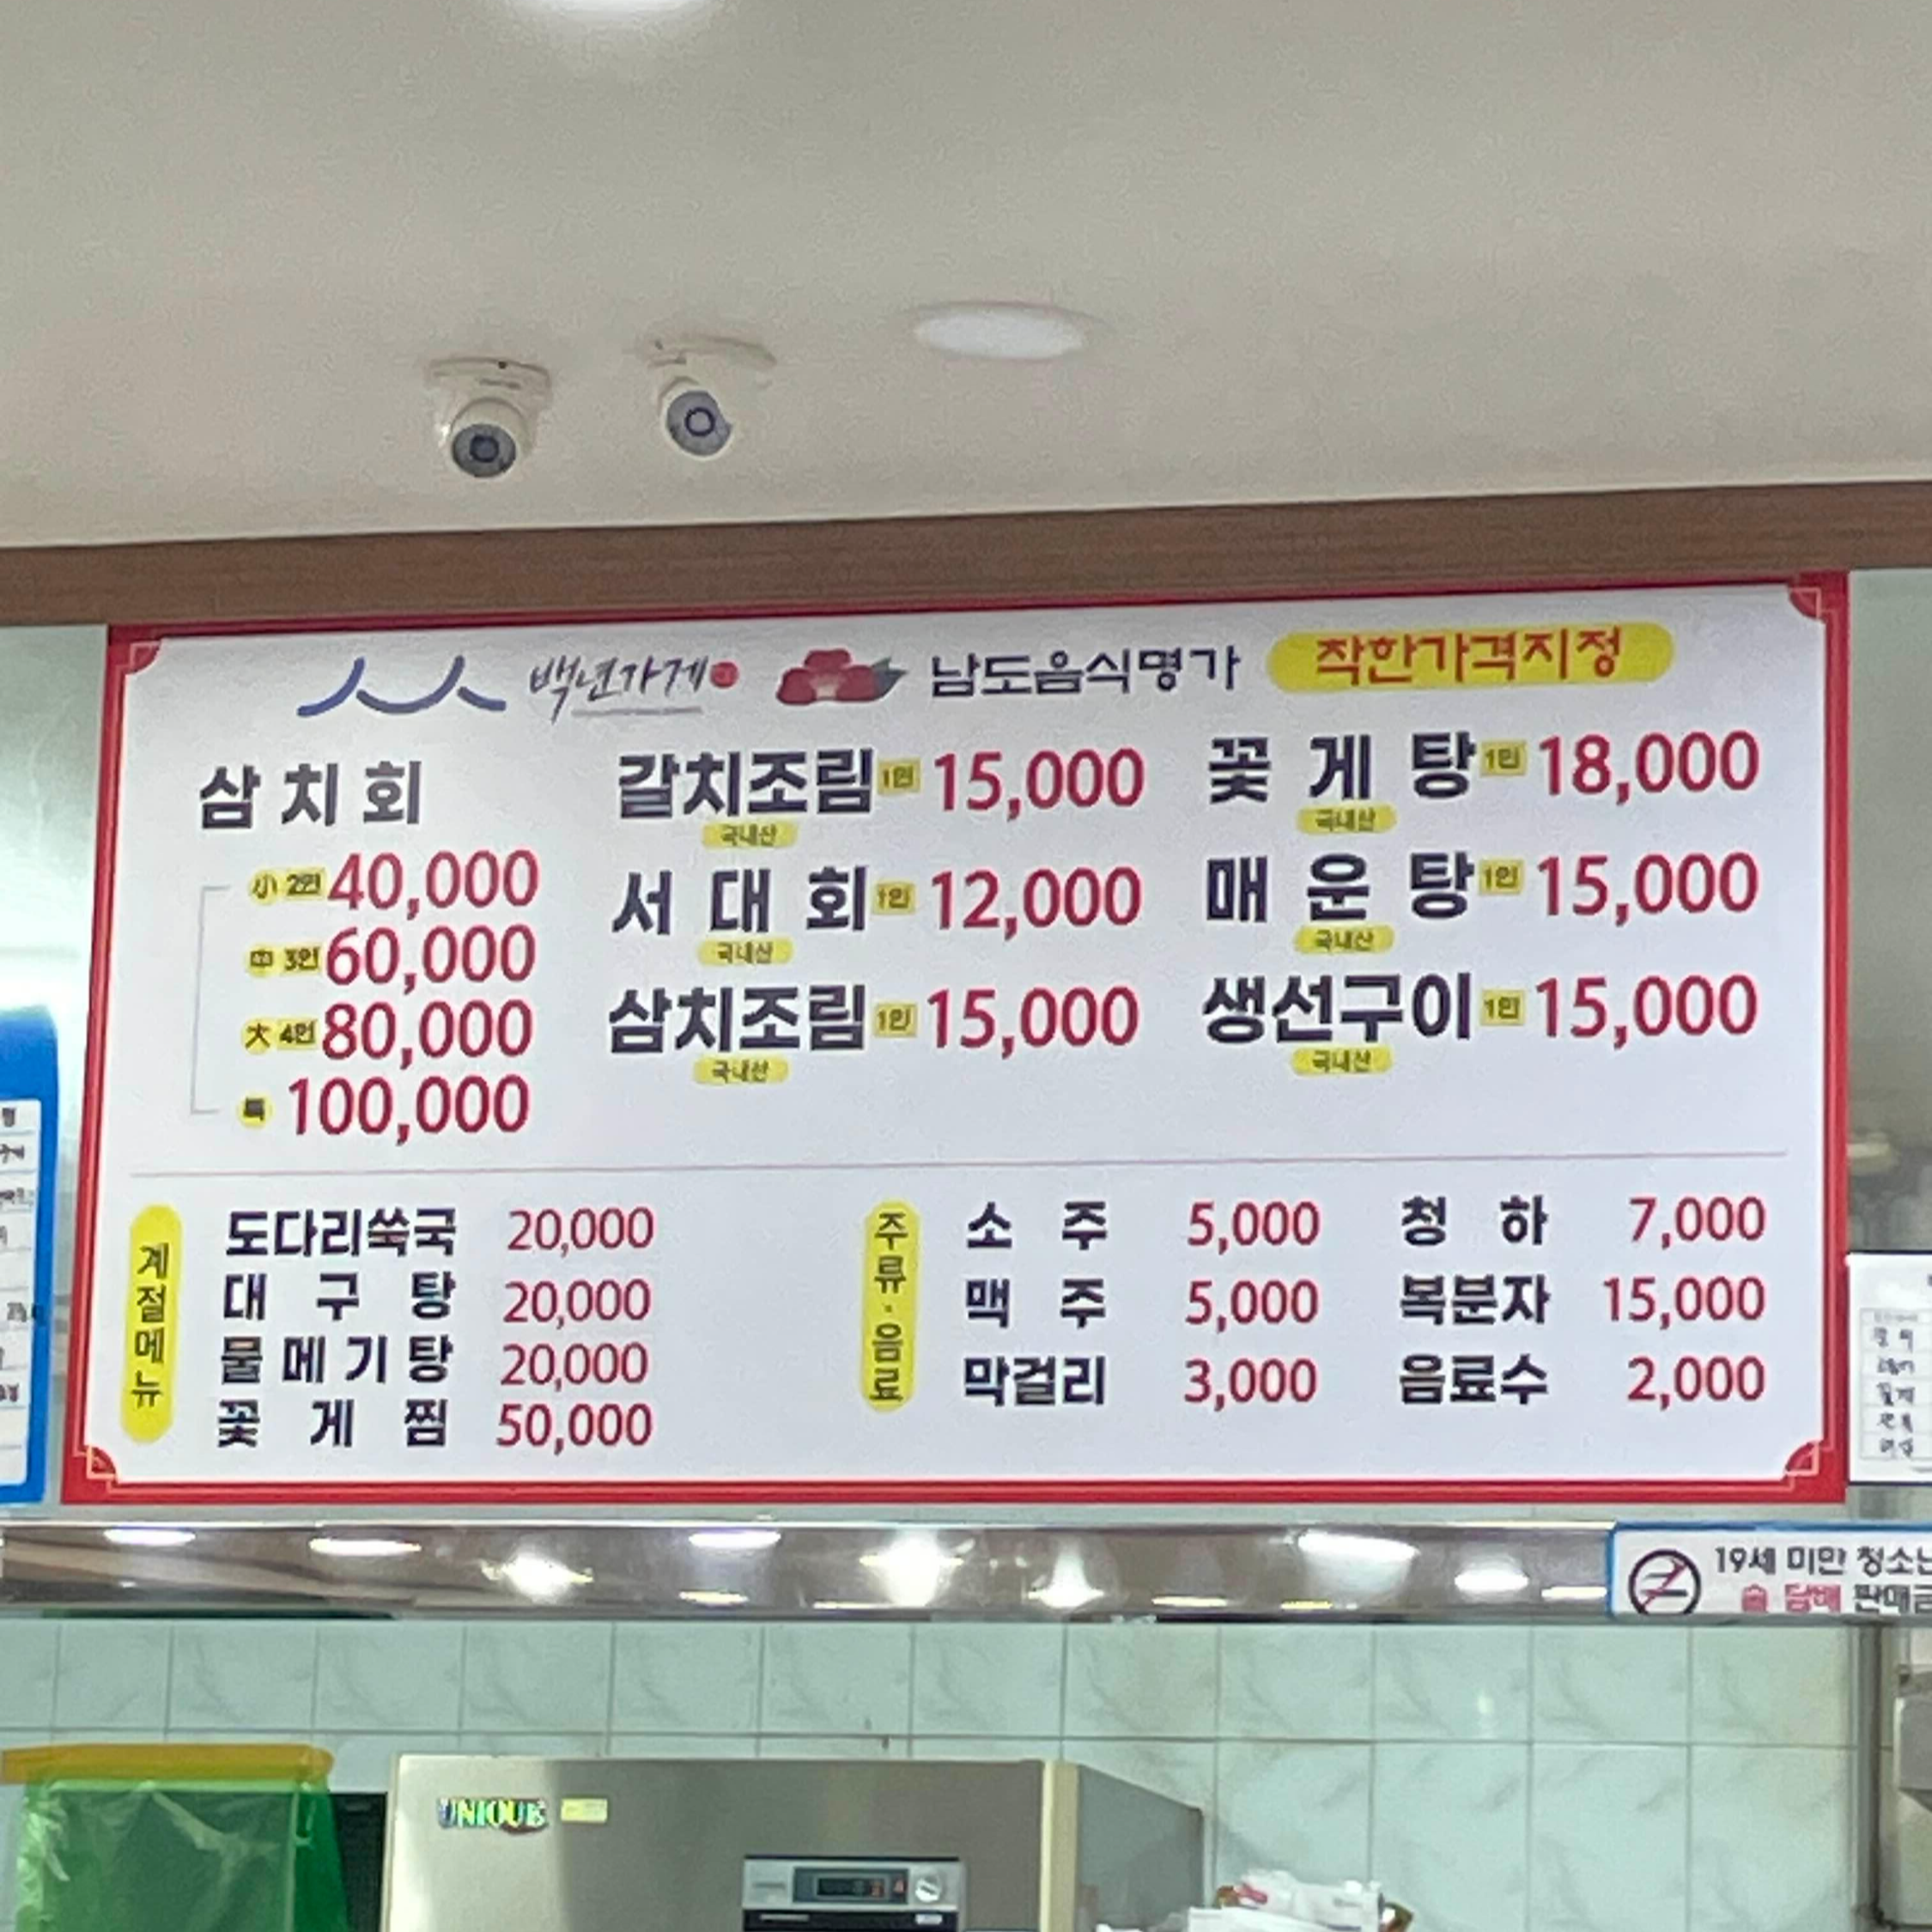 백년가게 남도음식명가 착한가격지정
삼치회
小 2인 40,000
中 3인 60,000
大 4인 80,000
특 100,000
갈치조림 1인 15,000
국내산
서대회 1인 12,000
국내산
삼치조림 1인 15,000
국내산
꽃게탕 1인 18,000
국내산
매운탕 1인 15,000
국내산
생선구이 1인 15,000
국내산
계절메뉴
도다리쑥국 20,000
대구탕 20,000
물메기탕 20,000
꽃게찜 50,000
주류·음료
소주 5,000
맥주 5,000
막걸리 3,000
청하 7,000
복분자 15,000
음료수 2,000
19세 미만 청소년
술 담배 판매금
UNIQUE